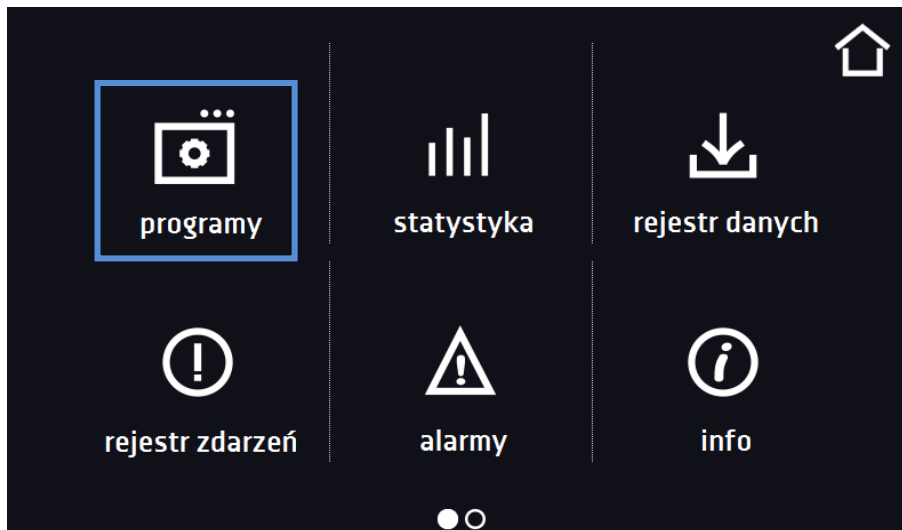 programy
statystyka
rejestr danych
rejestr zdarzeń
alarmy
info